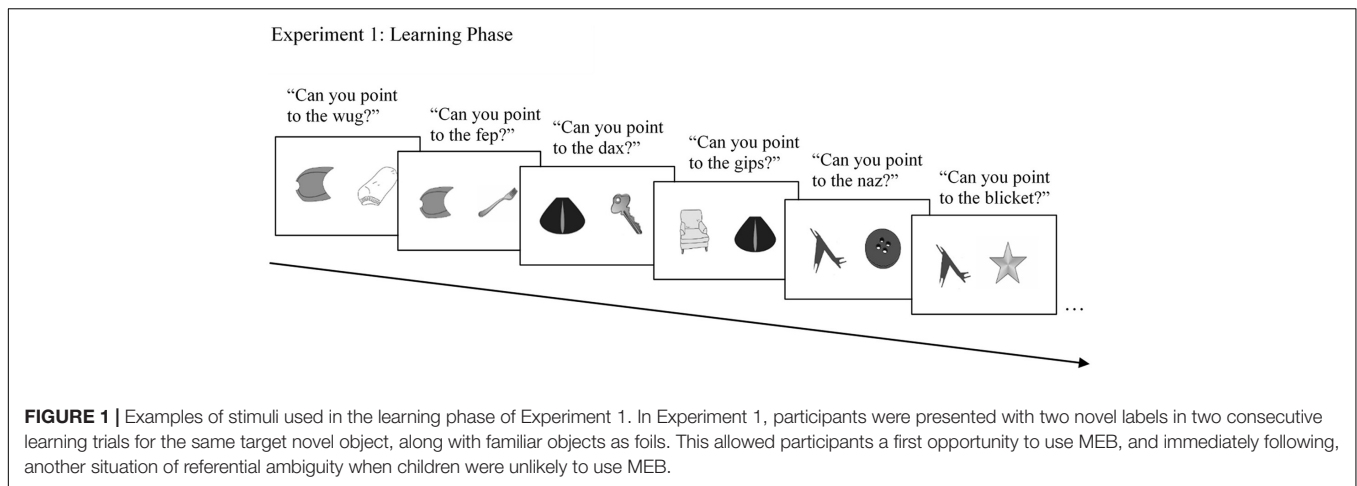 Experiment 1: Learning Phase
“Can you point
to the wug?”
“Can you point
to the fep?”
“Can you point
to the dax?”
“Can you point
to the gips?”
“Can you point
to the naz?”
“Can you point
to the blicket?”
...
FIGURE 1 | Examples of stimuli used in the learning phase of Experiment 1. In Experiment 1, participants were presented with two novel labels in two consecutive
learning trials for the same target novel object, along with familiar objects as foils. This allowed participants a first opportunity to use MEB, and immediately following,
another situation of referential ambiguity when children were unlikely to use MEB.